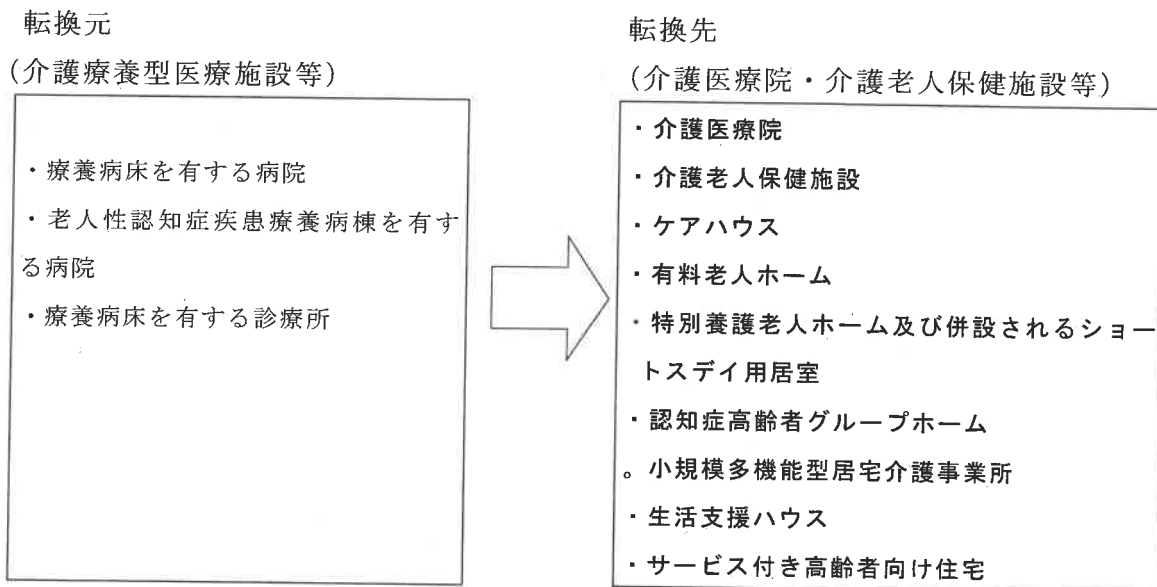 転換元
(介護療養型医療施設等)
・療養病床を有する病院
・老人性認知症疾患療養病棟を有す
る病院
・療養病床を有する診療所
転換先
(介護医療院・介護老人保健施設等)
・介護医療院
・介護老人保健施設
・ケアハウス
・有料老人ホーム
・特別養護老人ホーム及び併設されるショー
トスデイ用居室
・認知症高齢者グループホーム
。小規模多機能型居宅介護事業所
・生活支援ハウス
・サービス付き高齢者向け住宅